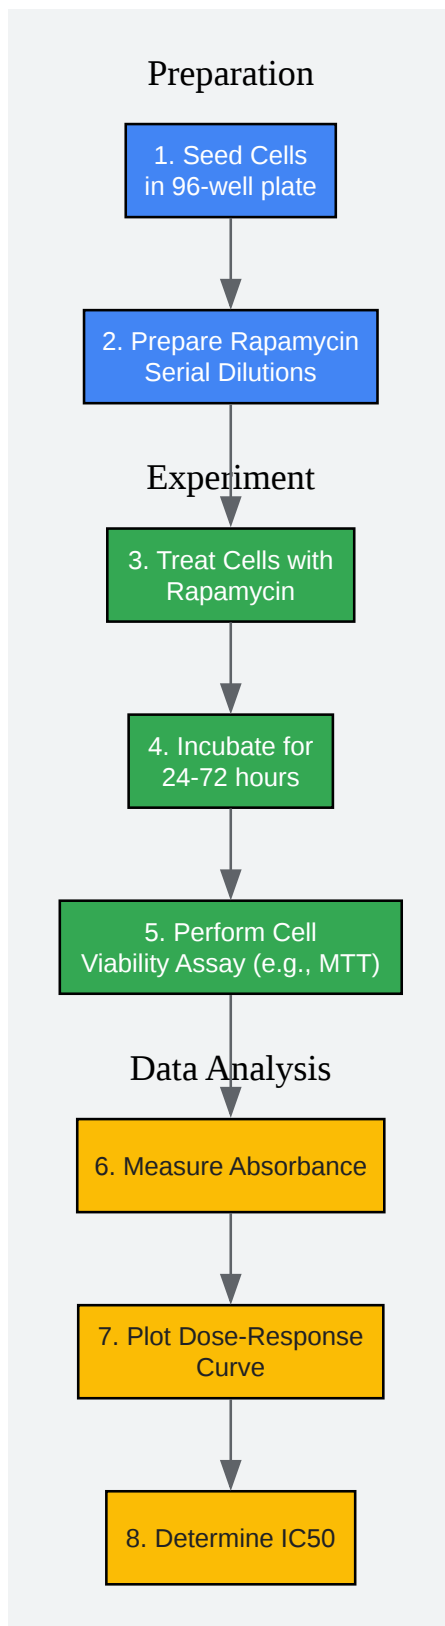 Preparation
1. Seed Cells
in 96-well plate
2. Prepare Rapamycin
Serial Dilutions
Experiment
3. Treat Cells with
Rapamycin
4. Incubate for
24-72 hours
5. Perform Cell
Viability Assay (e.g., MTT)
Data Analysis
6. Measure Absorbance
7. Plot Dose-Response
Curve
8. Determine IC50